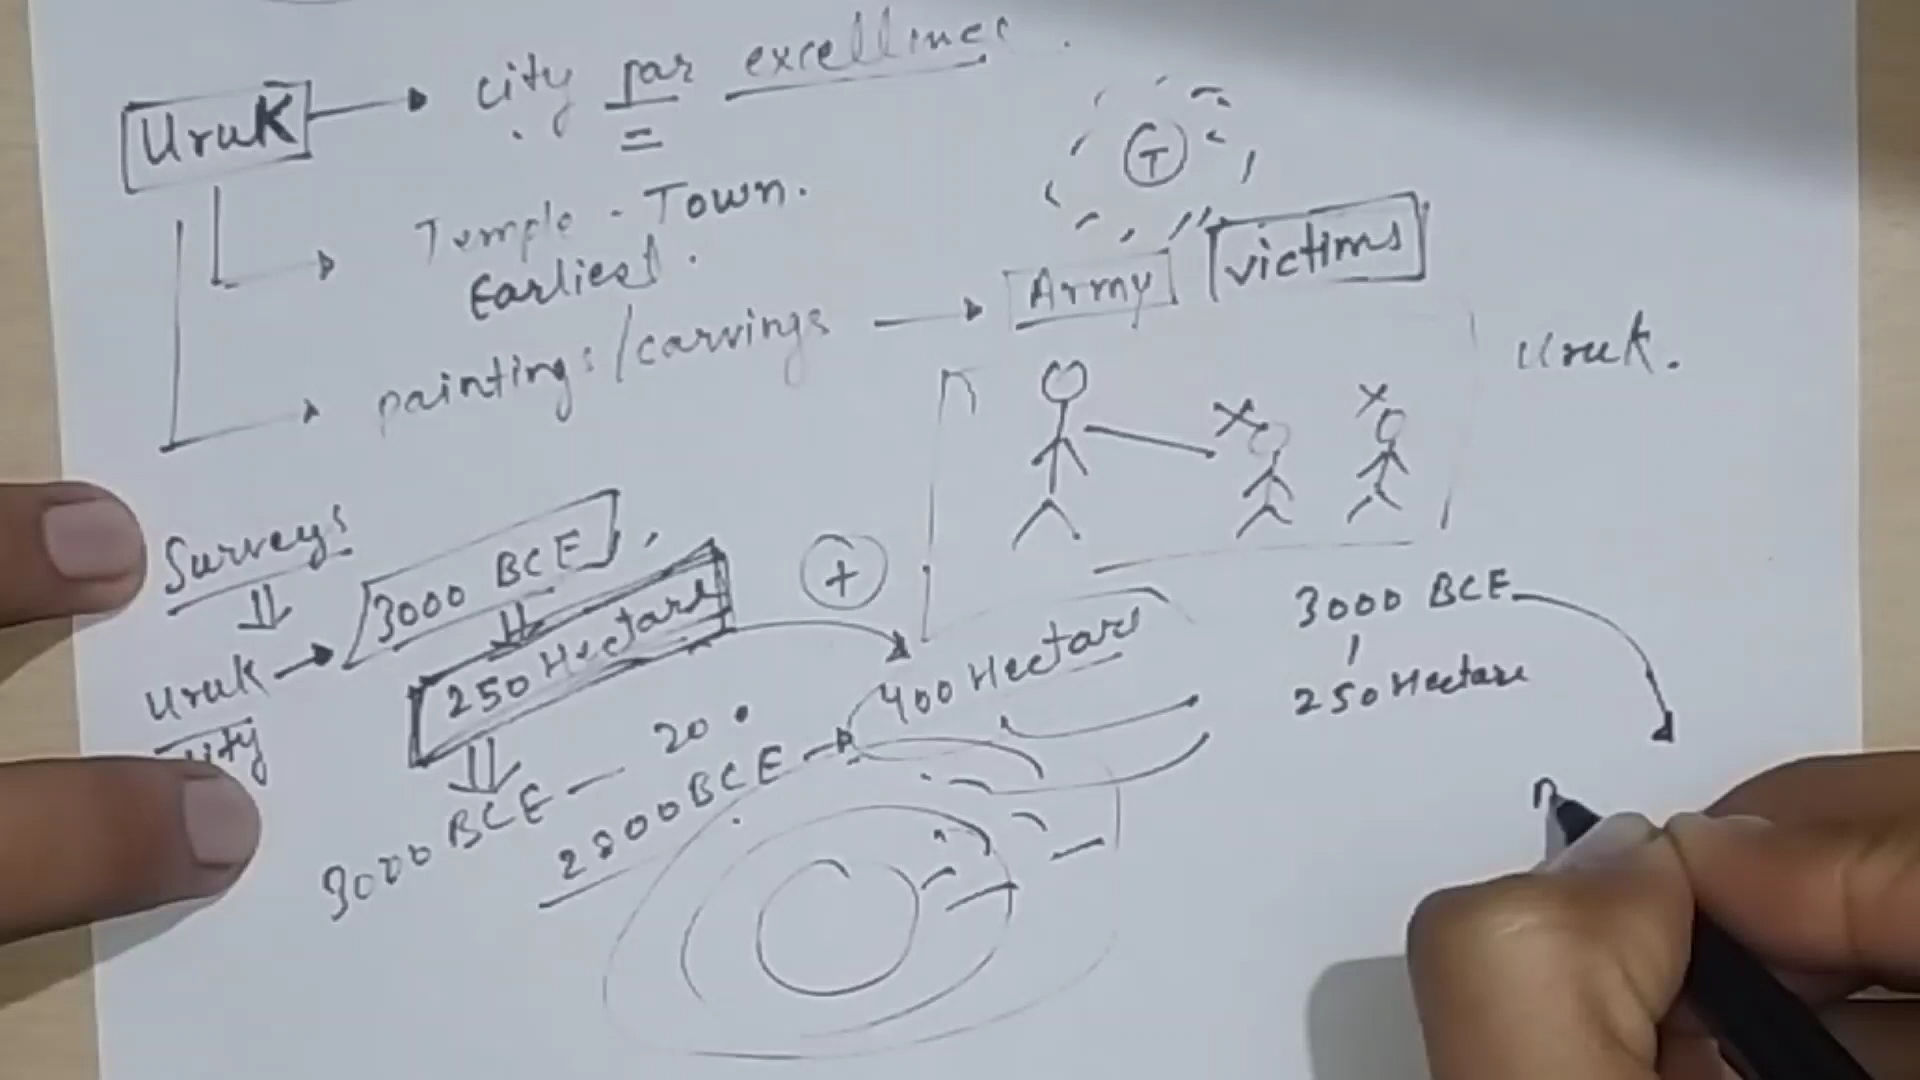 Uruk → city par excellince.
T
Temple - Town.
Earliest.
paintings/carvings → Army victims
Uruk.
Surveys
Uruk → 3000 BCE,
city
250 Hectare
+
400 Hectare
3000 BCE — 20
2800 BCE →
3000 BCE
250 Hectare